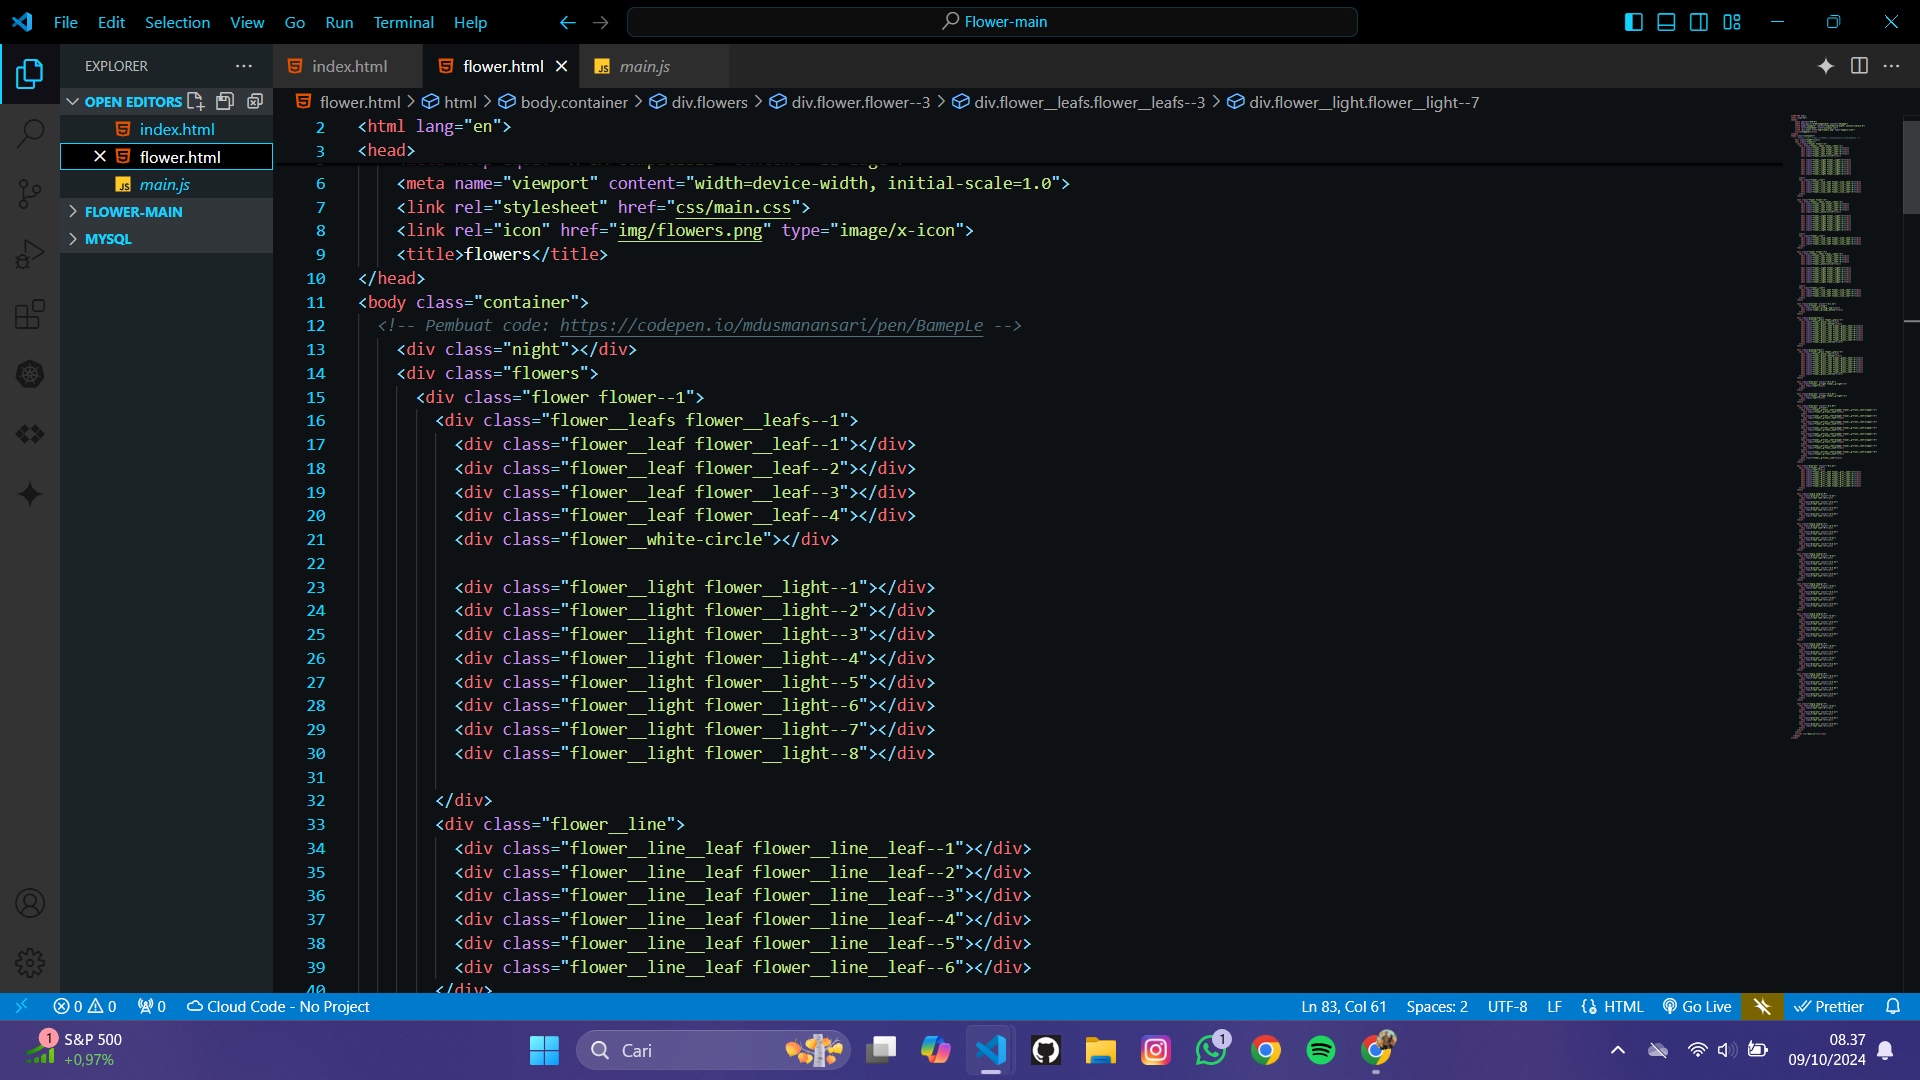 File Edit Selection View Go Run Terminal Help
Flower-main
EXPLORER
OPEN EDITORS
index.html
flower.html
main.js
FLOWER-MAIN
MYSQL
index.html flower.html main.js
flower.html > html > body.container > div.flowers > div.flower.flower--3 > div.flower__leafs.flower__leafs--3 > div.flower__light.flower__light--7
2 <html lang="en">
3 <head>
6 <meta name="viewport" content="width=device-width, initial-scale=1.0">
7 <link rel="stylesheet" href="css/main.css">
8 <link rel="icon" href="img/flowers.png" type="image/x-icon">
9 <title>flowers</title>
10 </head>
11 <body class="container">
12 <!-- Pembuat code: https://codepen.io/mdusmanansari/pen/BamepLe -->
13 <div class="night"></div>
14 <div class="flowers">
15 <div class="flower flower--1">
16 <div class="flower__leafs flower__leafs--1">
17 <div class="flower__leaf flower__leaf--1"></div>
18 <div class="flower__leaf flower__leaf--2"></div>
19 <div class="flower__leaf flower__leaf--3"></div>
20 <div class="flower__leaf flower__leaf--4"></div>
21 <div class="flower__white-circle"></div>
22
23 <div class="flower__light flower__light--1"></div>
24 <div class="flower__light flower__light--2"></div>
25 <div class="flower__light flower__light--3"></div>
26 <div class="flower__light flower__light--4"></div>
27 <div class="flower__light flower__light--5"></div>
28 <div class="flower__light flower__light--6"></div>
29 <div class="flower__light flower__light--7"></div>
30 <div class="flower__light flower__light--8"></div>
31
32 </div>
33 <div class="flower__line">
34 <div class="flower__line__leaf flower__line__leaf--1"></div>
35 <div class="flower__line__leaf flower__line__leaf--2"></div>
36 <div class="flower__line__leaf flower__line__leaf--3"></div>
37 <div class="flower__line__leaf flower__line__leaf--4"></div>
38 <div class="flower__line__leaf flower__line__leaf--5"></div>
39 <div class="flower__line__leaf flower__line__leaf--6"></div>
40 </div>
0 0 0 Cloud Code - No Project Ln 83, Col 61 Spaces: 2 UTF-8 LF HTML Go Live Prettier
1 S&P 500
+0,97%
Cari
1
08.37
09/10/2024